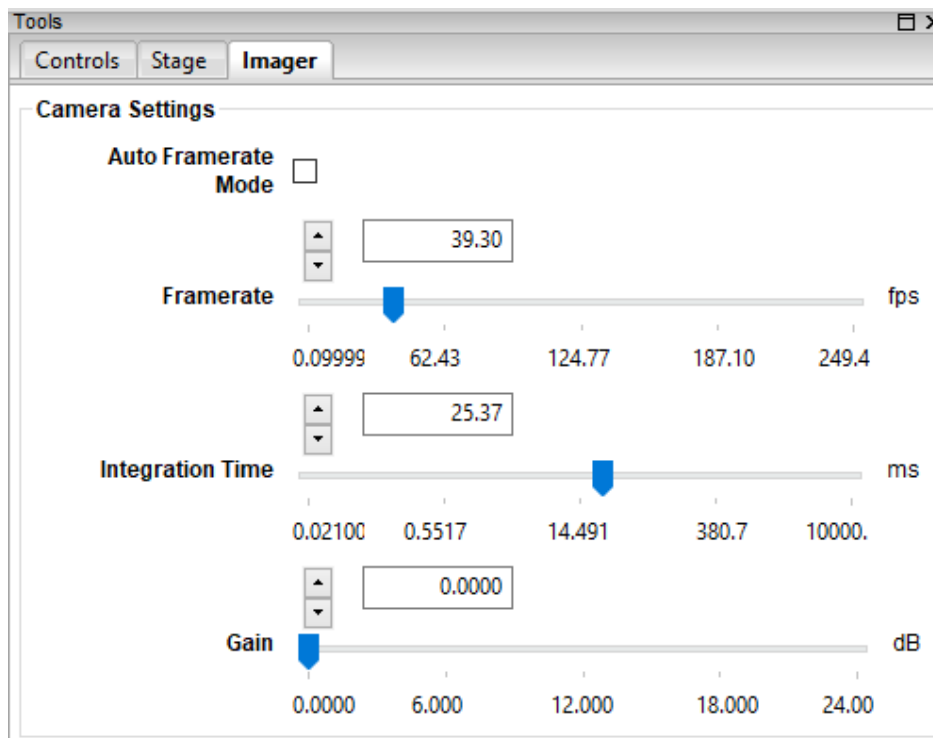 Tools
Controls Stage Imager
Camera Settings
Auto Framerate
Mode
39.30
Framerate fps
0.09999 62.43 124.77 187.10 249.4
25.37
Integration Time ms
0.02100 0.5517 14.491 380.7 10000.
0.0000
Gain dB
0.0000 6.000 12.000 18.000 24.00